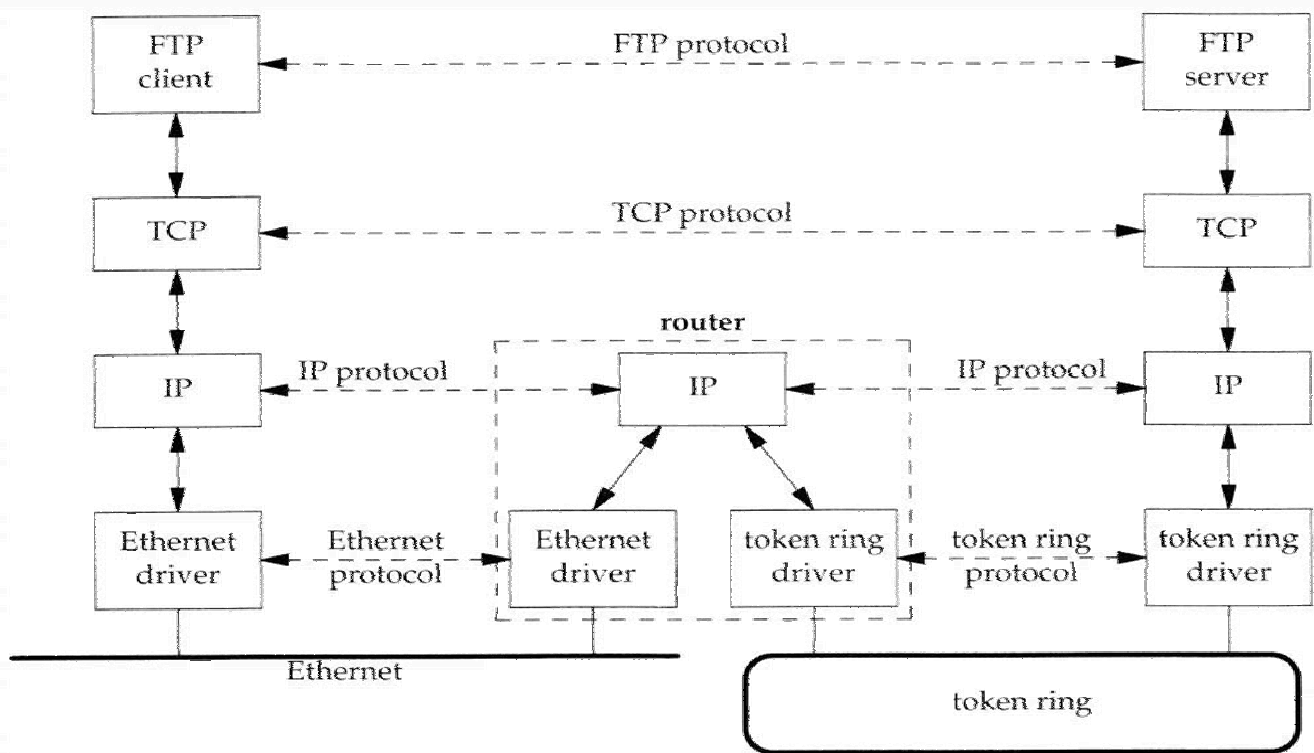 FTP
client
FTP protocol
FTP
server
TCP
TCP protocol
TCP
router
IP
IP protocol
IP
IP protocol
IP
Ethernet
driver
Ethernet
protocol
Ethernet
driver
token ring
driver
token ring
protocol
token ring
driver
Ethernet
token ring